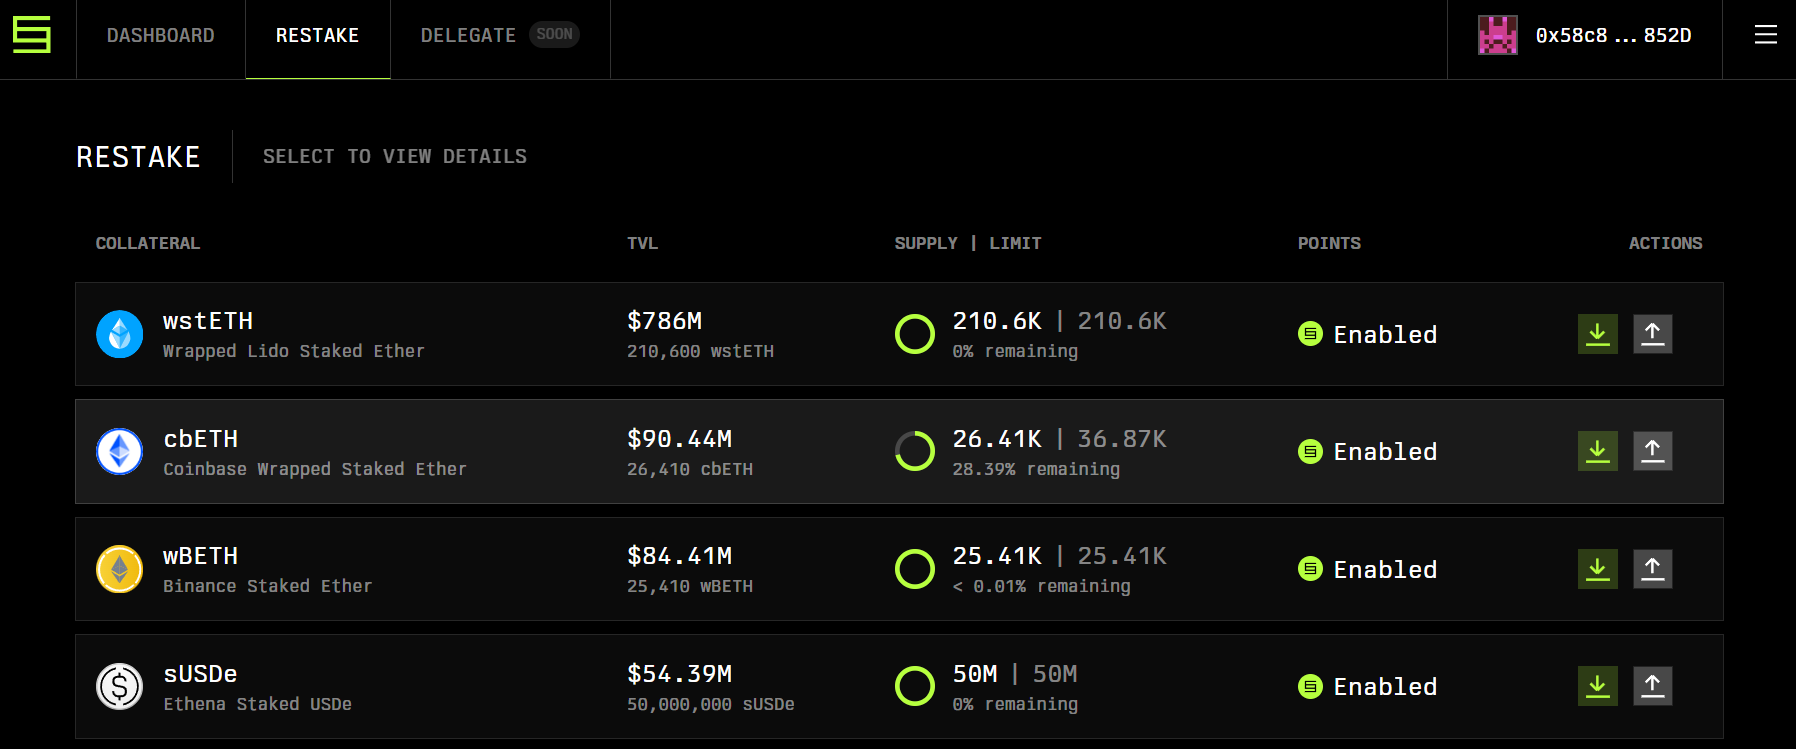 DASHBOARD
RESTAKE
DELEGATE SOON
0x58c8 ... 852D
RESTAKE
SELECT TO VIEW DETAILS
COLLATERAL TVL SUPPLY | LIMIT POINTS ACTIONS
wstETH $786M 210.6K | 210.6K Enabled
Wrapped Lido Staked Ether 210,600 wstETH 0% remaining
cbETH $90.44M 26.41K | 36.87K Enabled
Coinbase Wrapped Staked Ether 26,410 cbETH 28.39% remaining
wBETH $84.41M 25.41K | 25.41K Enabled
Binance Staked Ether 25,410 wBETH < 0.01% remaining
sUSDe $54.39M 50M | 50M Enabled
Ethena Staked USDe 50,000,000 sUSDe 0% remaining